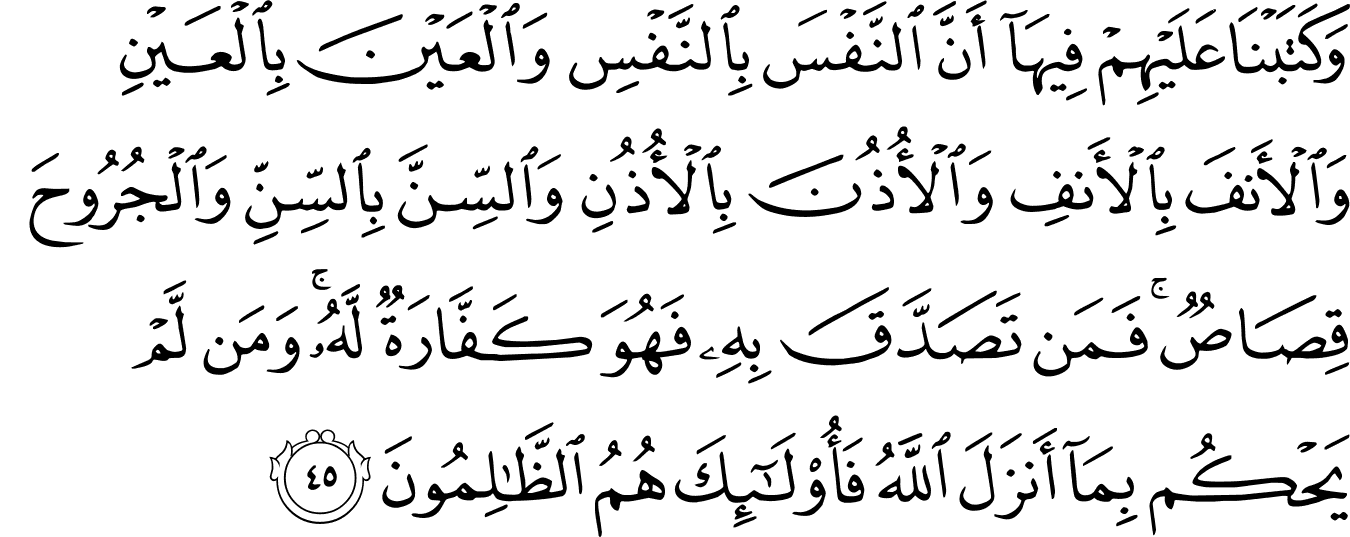 وَكَتَبْنَا عَلَيْهِمْ فِيهَآ أَنَّ ٱلنَّفْسَ بِٱلنَّفْسِ وَٱلْعَيْنَ بِٱلْعَيْنِ
وَٱلْأَنفَ بِٱلْأَنفِ وَٱلْأُذُنَ بِٱلْأُذُنِ وَٱلسِّنَّ بِٱلسِّنِّ وَٱلْجُرُوحَ
قِصَاصٌ ۚ فَمَن تَصَدَّقَ بِهِۦ فَهُوَ كَفَّارَةٌ لَّهُۥ ۚ وَمَن لَّمْ
يَحْكُم بِمَآ أَنزَلَ ٱللَّهُ فَأُو۟لَـٰٓئِكَ هُمُ ٱلظَّـٰلِمُونَ ٤٥